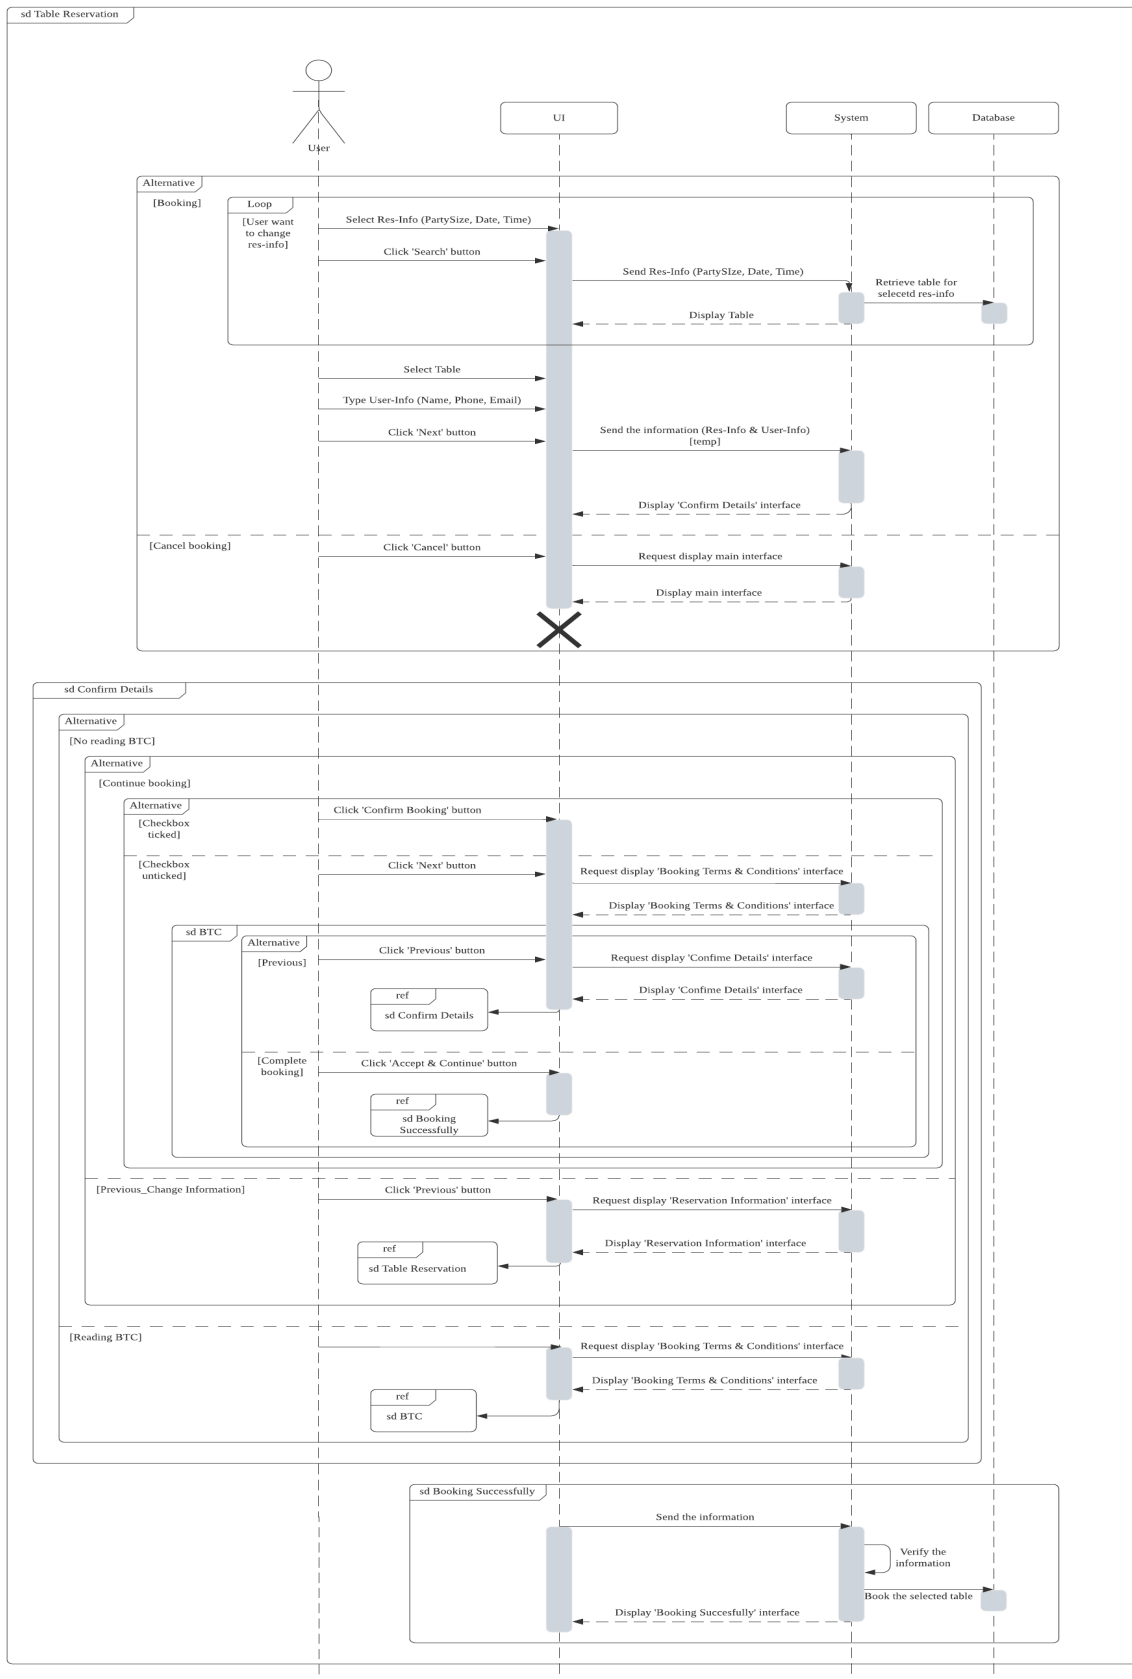 sd Table Reservation
User
UI
System
Database
Alternative
[Booking]
Loop
[User want
to change
res-info]
Select Res-Info (PartySize, Date, Time)
Click 'Search' button
Send Res-Info (PartySIze, Date, Time)
Retrieve table for
selecetd res-info
Display Table
Select Table
Type User-Info (Name, Phone, Email)
Click 'Next' button
Send the information (Res-Info & User-Info)
[temp]
Display 'Confirm Details' interface
[Cancel booking]
Click 'Cancel' button
Request display main interface
Display main interface
sd Confirm Details
Alternative
[No reading BTC]
Alternative
[Continue booking]
Alternative
[Checkbox
ticked]
Click 'Confirm Booking' button
[Checkbox
unticked]
Click 'Next' button
Request display 'Booking Terms & Conditions' interface
Display 'Booking Terms & Conditions' interface
sd BTC
Alternative
[Previous]
Click 'Previous' button
Request display 'Confime Details' interface
Display 'Confime Details' interface
ref
sd Confirm Details
[Complete
booking]
Click 'Accept & Continue' button
ref
sd Booking
Successfully
[Previous_Change Information]
Click 'Previous' button
Request display 'Reservation Information' interface
Display 'Reservation Information' interface
ref
sd Table Reservation
[Reading BTC]
Request display 'Booking Terms & Conditions' interface
Display 'Booking Terms & Conditions' interface
ref
sd BTC
sd Booking Successfully
Send the information
Verify the
information
Book the selected table
Display 'Booking Succesfully' interface